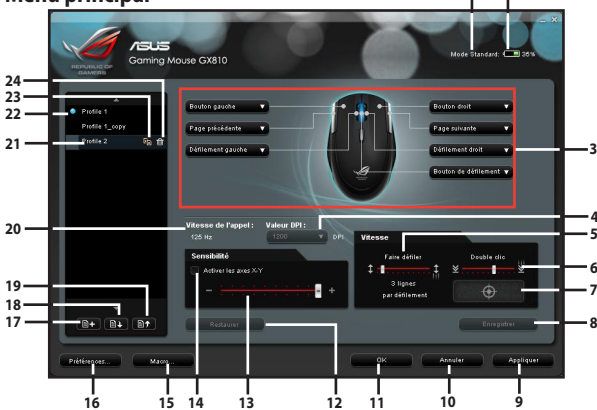 Menu principal
REPUBLIC OF
GAMERS
ASUS
Gaming Mouse GX810
Mode Standard: 35%
24
23
22
21
Profile 1
Profile 1_copy
Profile 2
Bouton gauche
Page précédente
Défilement gauche
Bouton droit
Page suivante
Défilement droit
Bouton de défilement
3
20
Vitesse de l'appel :
125 Hz
Valeur DPI :
1200
DPI
4
5
Vitesse
Faire défiler
Double clic
3 lignes
par défilement
6
7
Sensibilité
Activer les axes X-Y
Restaurer
Enregistrer
8
19
18
17
Préférences...
Macro...
OK
Annuler
Appliquer
16
15
14
13
12
11
10
9